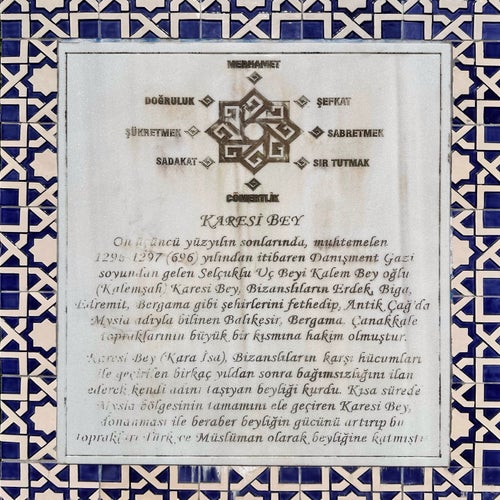 MERHAMET
DOĞRULUK ŞEFKAT
ŞÜKRETMEK SABRETMEK
SADAKAT SIR TUTMAK
CÖMERTLİK
KARESİ BEY
On üçüncü yüzyılın sonlarında, muhtemelen
1296-1297 (696) yılından itibaren Danişment Gazi
soyundan gelen Selçuklu Uç Beyi Kalem Bey oğlu
(Kalemşah) Karesi Bey, Bizanslıların Erdek, Biga,
Edremit, Bergama gibi şehirlerini fethedip, Antik Çağ'da
Mysia adıyla bilinen Balıkesir, Bergama, Çanakkale
topraklarının büyük bir kısmına hakim olmuştur.
Karesi Bey (Kara İsa), Bizanslıların karşı hücumları
ile geçirilen birkaç yıldan sonra bağımsızlığını ilan
ederek kendi adını taşıyan beyliği kurdu. Kısa sürede
Mysia bölgesinin tamamını ele geçiren Karesi Bey,
donanması ile beraber beyliğin gücünü artırıp bu
toprakları Türk ve Müslüman olarak beyliğine katmıştır.